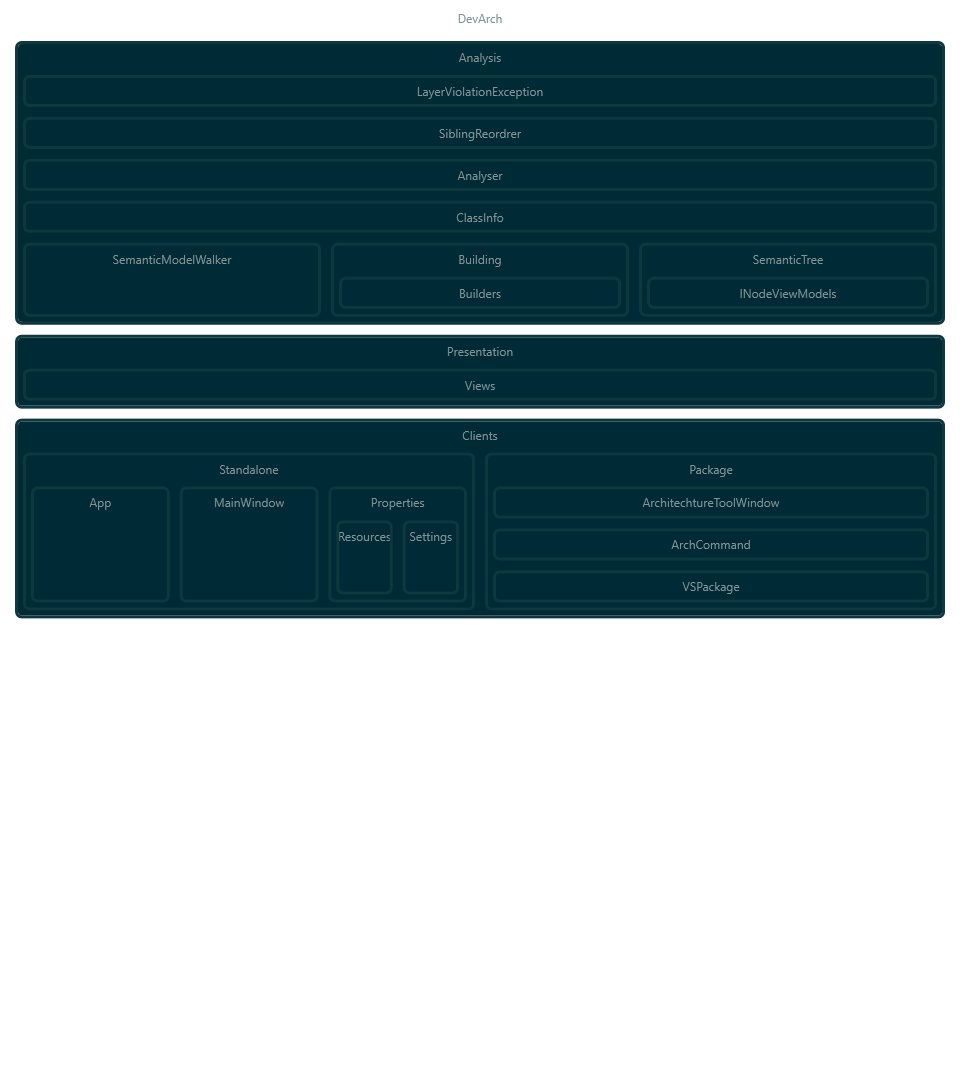 DevArch
Analysis
LayerViolationException
SiblingReordrer
Analyser
ClassInfo
SemanticModelWalker
Building
Builders
SemanticTree
INodeViewModels
Presentation
Views
Clients
Standalone
App
MainWindow
Properties
Resources
Settings
Package
ArchitechtureToolWindow
ArchCommand
VSPackage